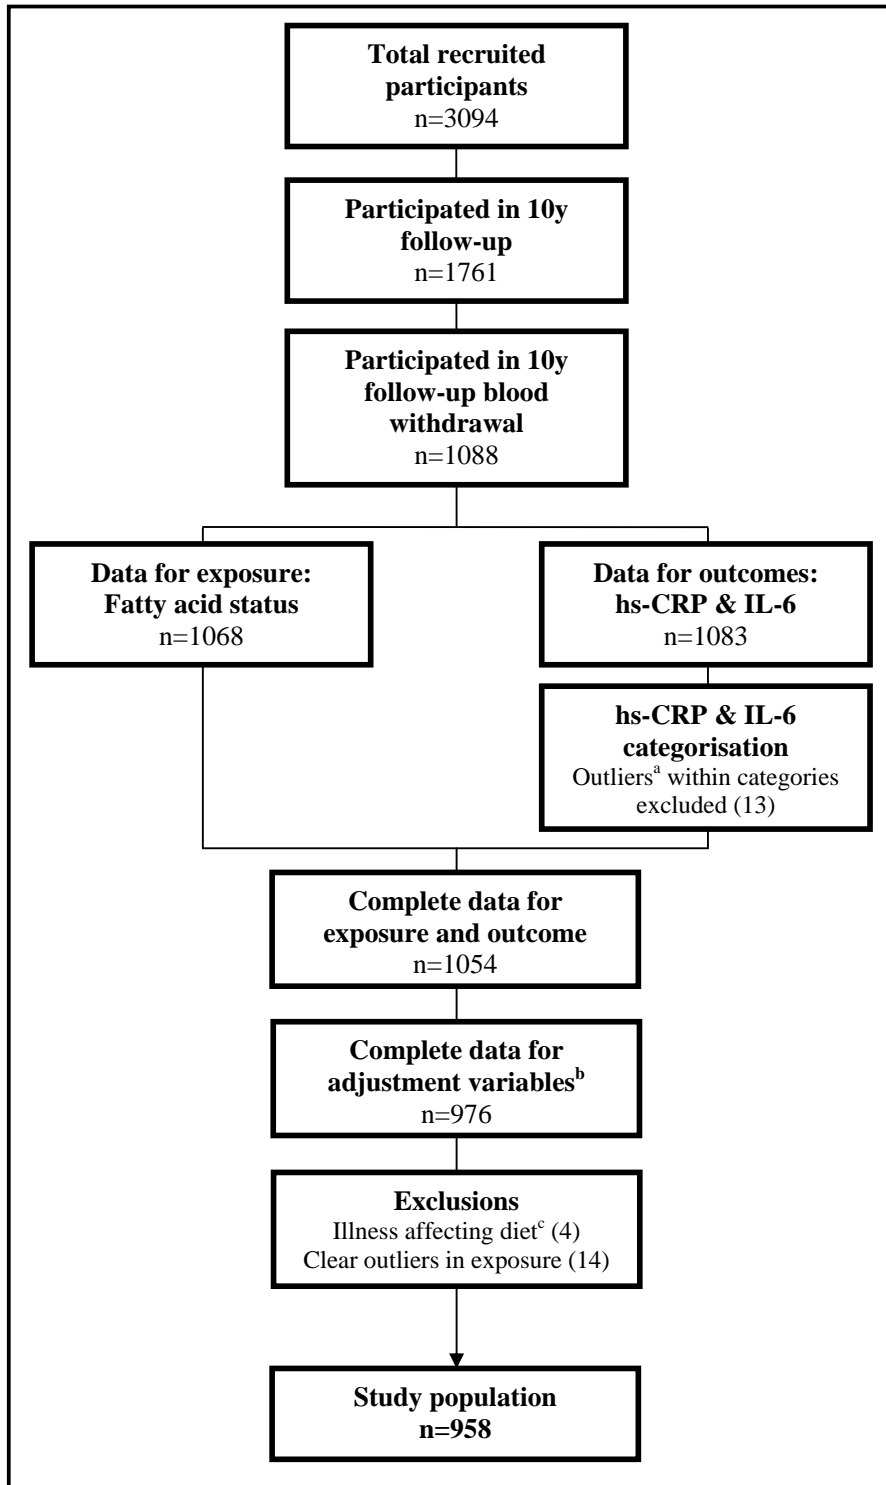 Total recruited
participants
n=3094
Participated in 10y
follow-up
n=1761
Participated in 10y
follow-up blood
withdrawal
n=1088
Data for exposure:
Fatty acid status
n=1068
Data for outcomes:
hs-CRP & IL-6
n=1083
hs-CRP & IL-6
categorisation
Outliersᵃ within categories
excluded (13)
Complete data for
exposure and outcome
n=1054
Complete data for
adjustment variablesᵇ
n=976
Exclusions
Illness affecting dietᶜ (4)
Clear outliers in exposure (14)
Study population
n=958